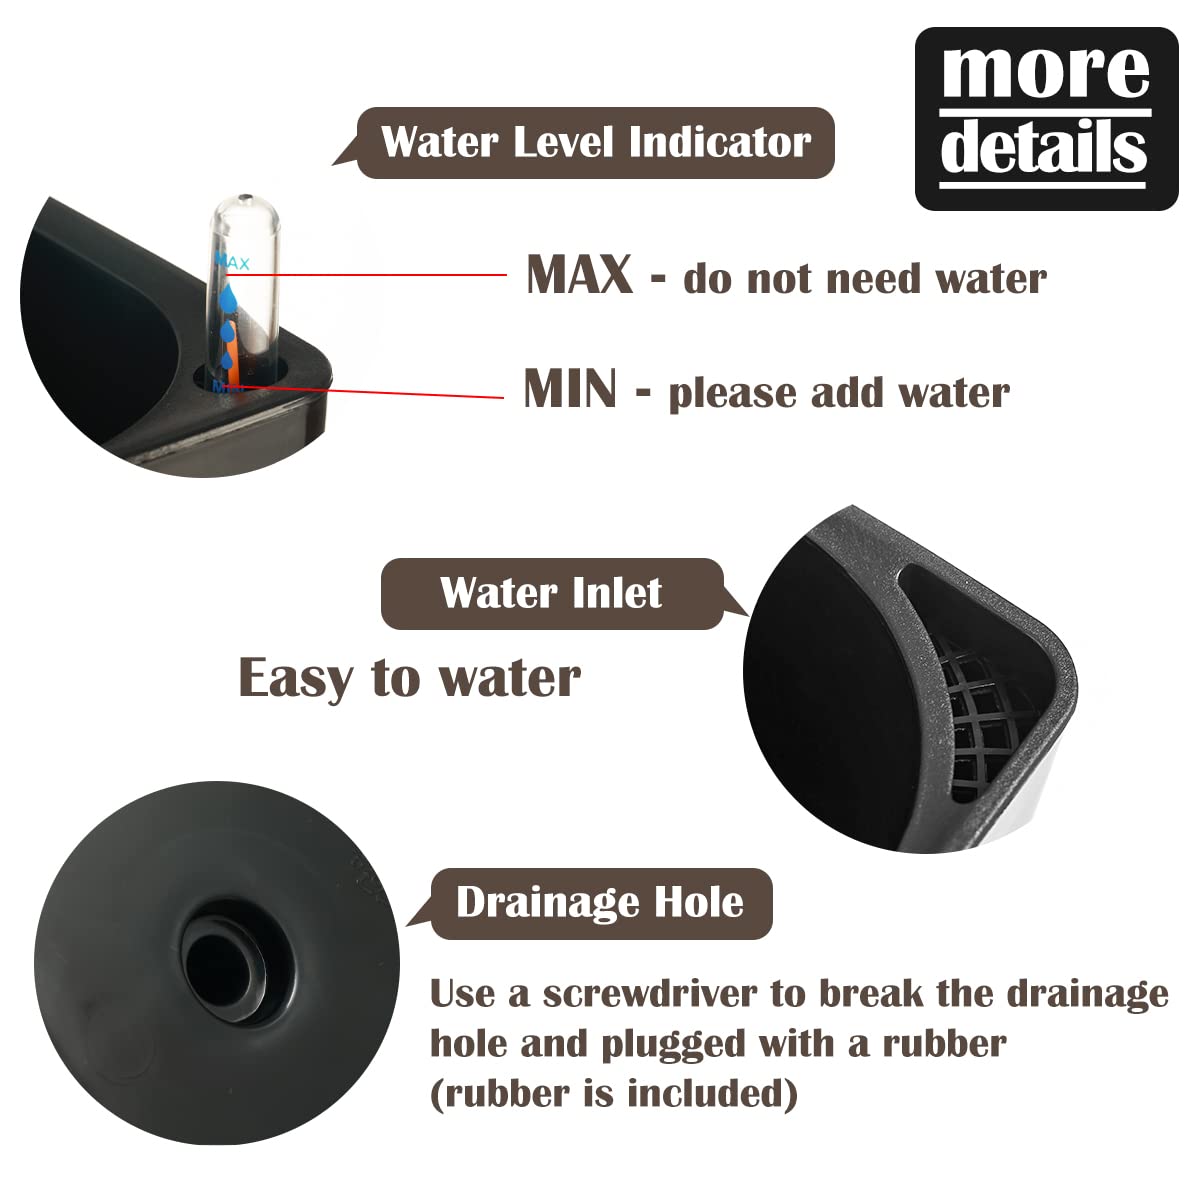 more
details
Water Level Indicator
MAX
MAX - do not need water
MIN - please add water
Water Inlet
Easy to water
Drainage Hole
Use a screwdriver to break the drainage
hole and plugged with a rubber
(rubber is included)